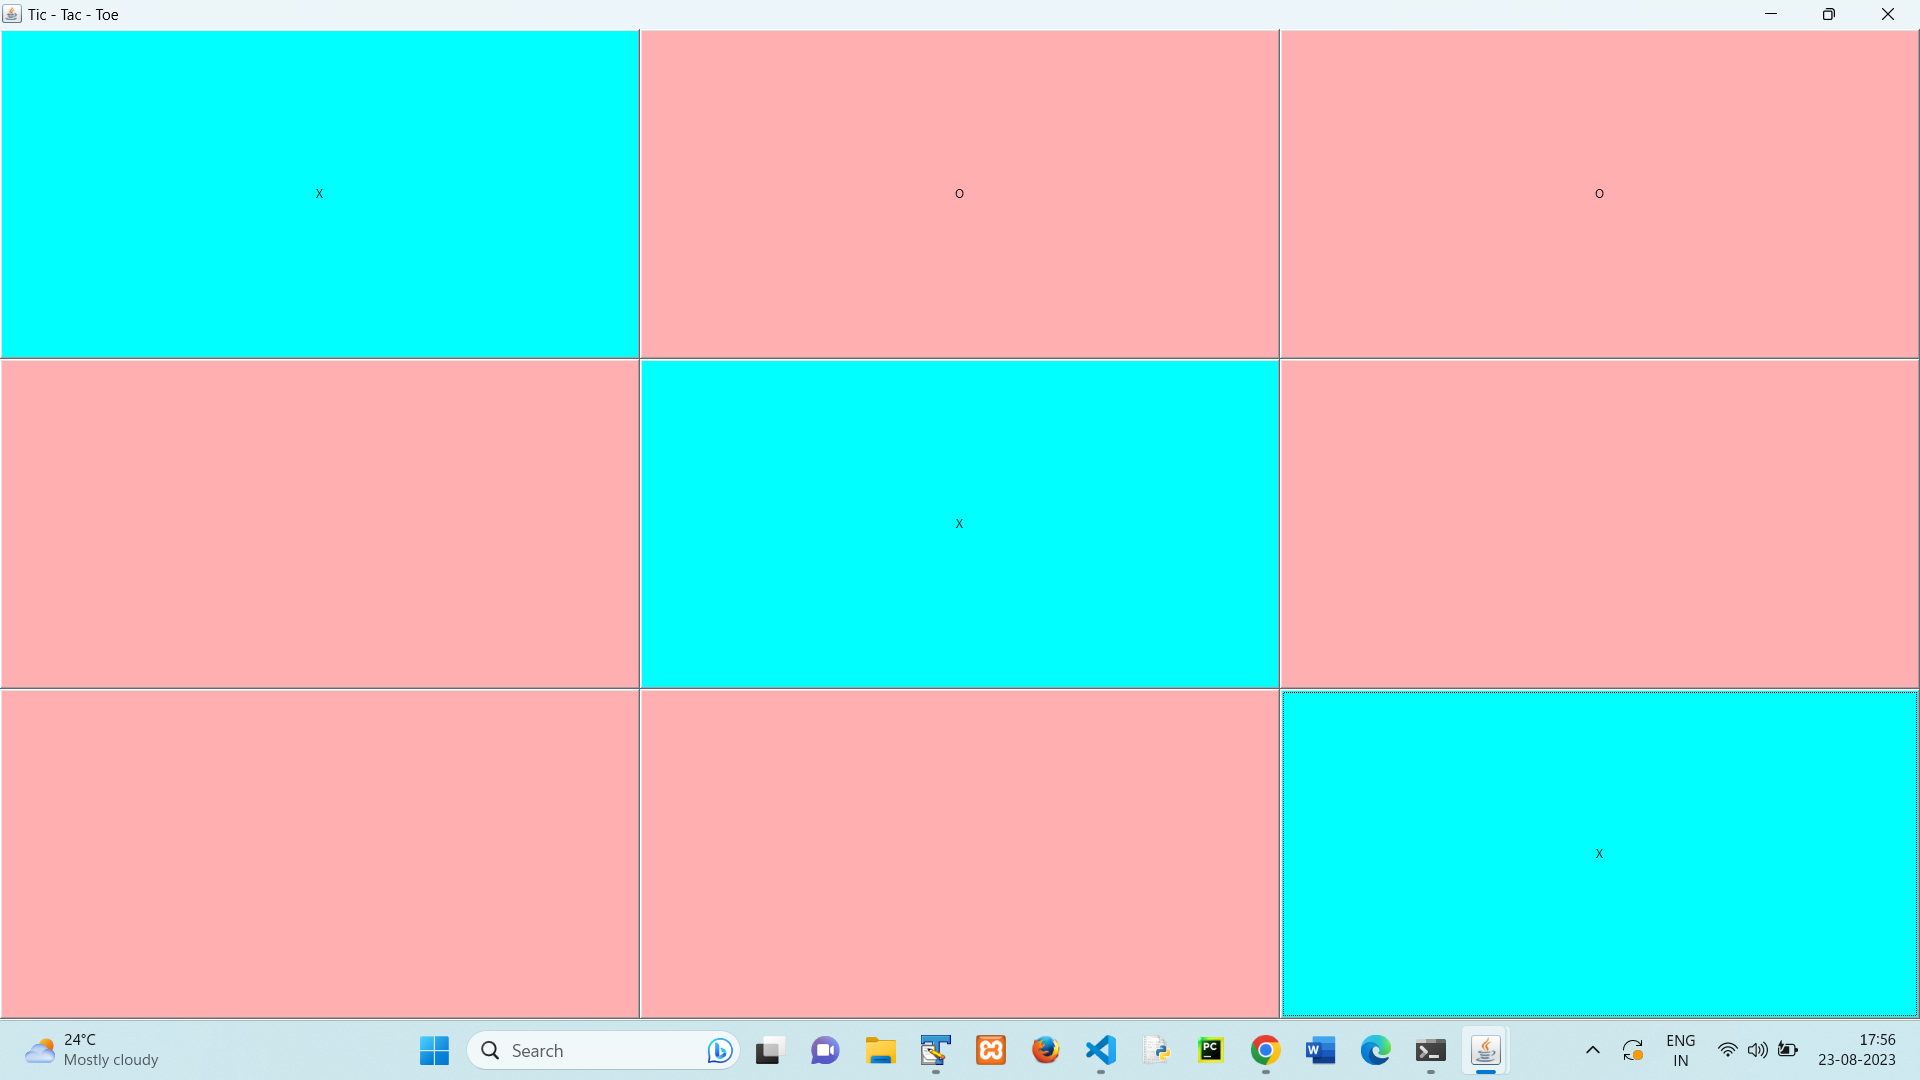 Tic - Tac - Toe
X
O
O
X
X
24°C
Mostly cloudy
Search
PC
W
ENG
IN
17:56
23-08-2023